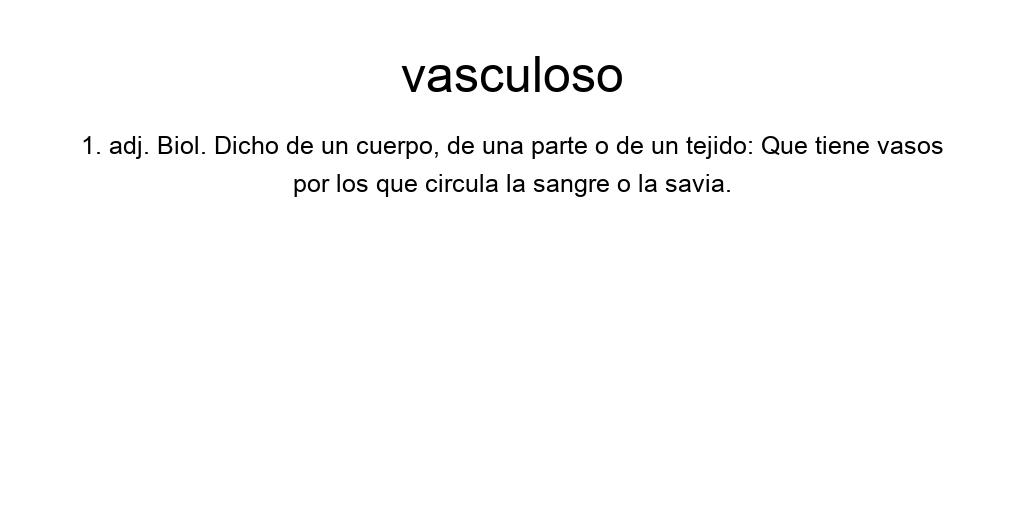 vasculoso
1. adj. Biol. Dicho de un cuerpo, de una parte o de un tejido: Que tiene vasos
por los que circula la sangre o la savia.